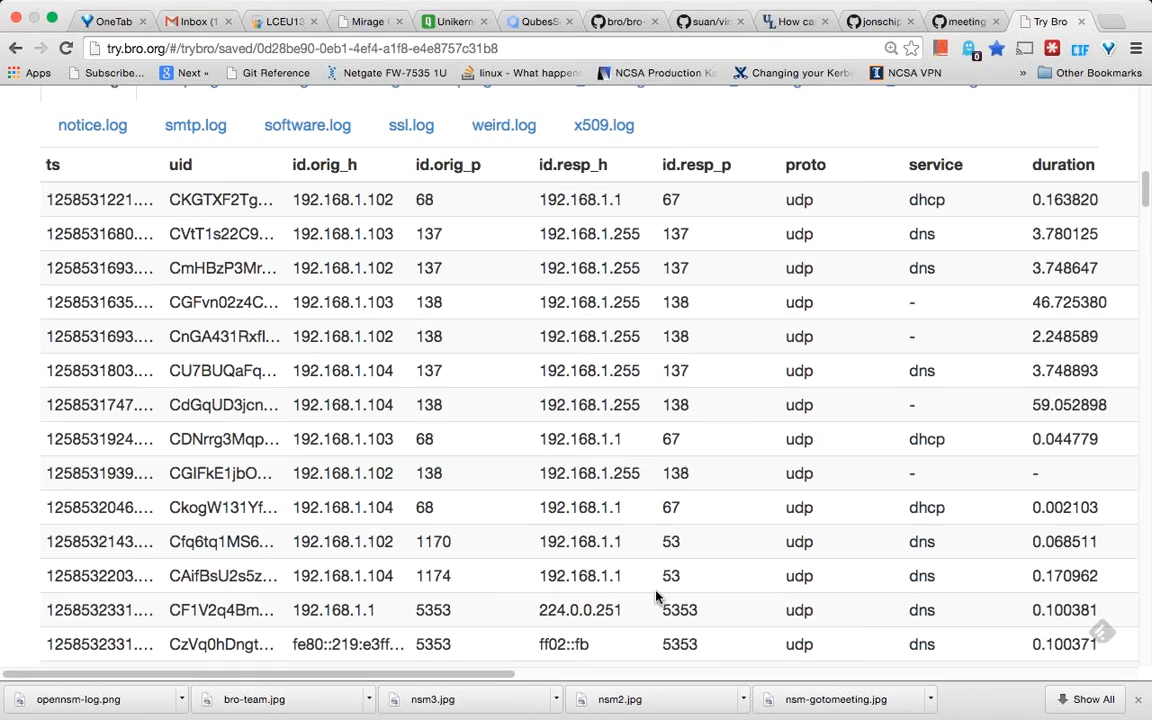 OneTab Inbox (1 LCEU13 Mirage ( Unikern QubesS bro/bro- suan/vin How ca jonschip meeting Try Bro
try.bro.org/#/trybro/saved/0d28be90-0eb1-4ef4-a1f8-e4e8757c31b8 0 CIF
Apps Subscribe... Next » Git Reference Netgate FW-7535 1U linux - What happen NCSA Production Ke Changing your Kerb NCSA VPN » Other Bookmarks
notice.log smtp.log software.log ssl.log weird.log x509.log
ts uid id.orig_h id.orig_p id.resp_h id.resp_p proto service duration
1258531221.... CKGTXF2Tg... 192.168.1.102 68 192.168.1.1 67 udp dhcp 0.163820
1258531680.... CVtT1s22C9... 192.168.1.103 137 192.168.1.255 137 udp dns 3.780125
1258531693.... CmHBzP3Mr... 192.168.1.102 137 192.168.1.255 137 udp dns 3.748647
1258531635.... CGFvn02z4C... 192.168.1.103 138 192.168.1.255 138 udp - 46.725380
1258531693.... CnGA431Rxfl... 192.168.1.102 138 192.168.1.255 138 udp - 2.248589
1258531803.... CU7BUQaFq... 192.168.1.104 137 192.168.1.255 137 udp dns 3.748893
1258531747.... CdGqUD3jcn... 192.168.1.104 138 192.168.1.255 138 udp - 59.052898
1258531924.... CDNrrg3Mqp... 192.168.1.103 68 192.168.1.1 67 udp dhcp 0.044779
1258531939.... CGIFkE1jbO... 192.168.1.102 138 192.168.1.255 138 udp - -
1258532046.... CkogW131Yf... 192.168.1.104 68 192.168.1.1 67 udp dhcp 0.002103
1258532143.... Cfq6tq1MS6... 192.168.1.102 1170 192.168.1.1 53 udp dns 0.068511
1258532203.... CAifBsU2s5z... 192.168.1.104 1174 192.168.1.1 53 udp dns 0.170962
1258532331.... CF1V2q4Bm... 192.168.1.1 5353 224.0.0.251 5353 udp dns 0.100381
1258532331.... CzVq0hDngt... fe80::219:e3ff... 5353 ff02::fb 5353 udp dns 0.100371
opennsm-log.png bro-team.jpg nsm3.jpg nsm2.jpg nsm-gotomeeting.jpg Show All